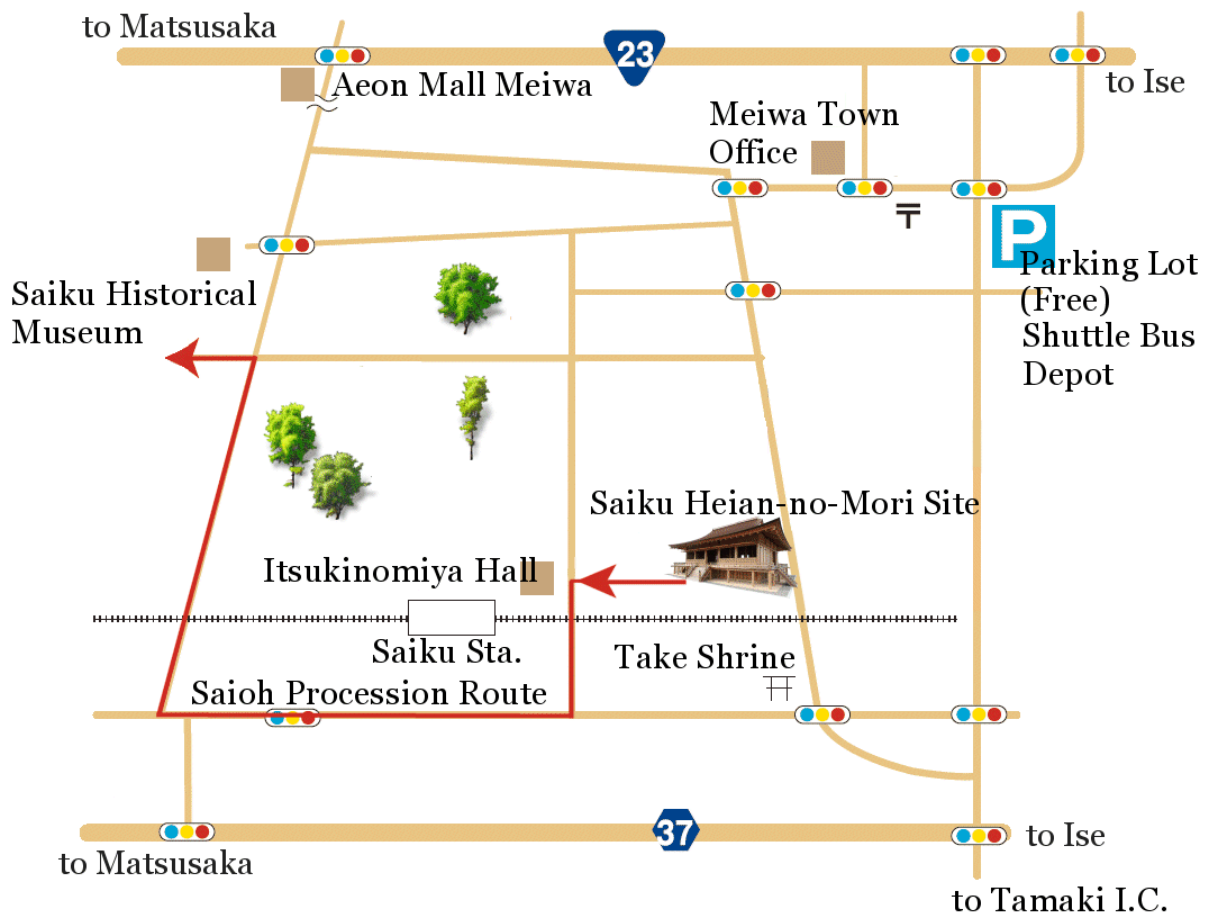 to Matsusaka
23
to Ise
Aeon Mall Meiwa
Meiwa Town
Office
〒
P
Parking Lot
(Free)
Shuttle Bus
Depot
Saiku Historical
Museum
Saiku Heian-no-Mori Site
Itsukinomiya Hall
Saiku Sta.
Take Shrine
Saioh Procession Route
37
to Matsusaka
to Ise
to Tamaki I.C.